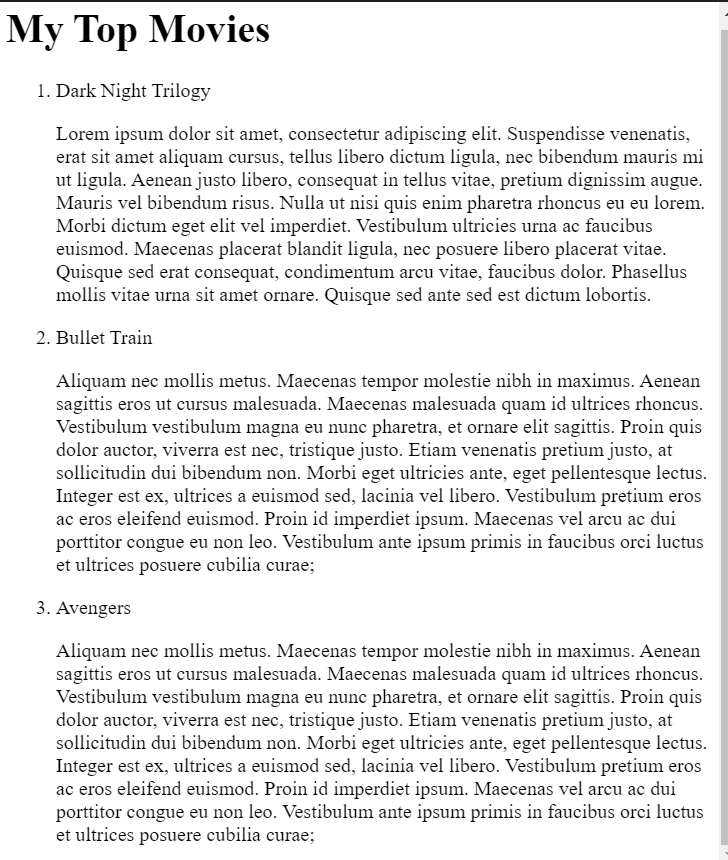 My Top Movies
1. Dark Night Trilogy
Lorem ipsum dolor sit amet, consectetur adipiscing elit. Suspendisse venenatis,
erat sit amet aliquam cursus, tellus libero dictum ligula, nec bibendum mauris mi
ut ligula. Aenean justo libero, consequat in tellus vitae, pretium dignissim augue.
Mauris vel bibendum risus. Nulla ut nisi quis enim pharetra rhoncus eu eu lorem.
Morbi dictum eget elit vel imperdiet. Vestibulum ultricies urna ac faucibus
euismod. Maecenas placerat blandit ligula, nec posuere libero placerat vitae.
Quisque sed erat consequat, condimentum arcu vitae, faucibus dolor. Phasellus
mollis vitae urna sit amet ornare. Quisque sed ante sed est dictum lobortis.
2. Bullet Train
Aliquam nec mollis metus. Maecenas tempor molestie nibh in maximus. Aenean
sagittis eros ut cursus malesuada. Maecenas malesuada quam id ultrices rhoncus.
Vestibulum vestibulum magna eu nunc pharetra, et ornare elit sagittis. Proin quis
dolor auctor, viverra est nec, tristique justo. Etiam venenatis pretium justo, at
sollicitudin dui bibendum non. Morbi eget ultricies ante, eget pellentesque lectus.
Integer est ex, ultrices a euismod sed, lacinia vel libero. Vestibulum pretium eros
ac eros eleifend euismod. Proin id imperdiet ipsum. Maecenas vel arcu ac dui
porttitor congue eu non leo. Vestibulum ante ipsum primis in faucibus orci luctus
et ultrices posuere cubilia curae;
3. Avengers
Aliquam nec mollis metus. Maecenas tempor molestie nibh in maximus. Aenean
sagittis eros ut cursus malesuada. Maecenas malesuada quam id ultrices rhoncus.
Vestibulum vestibulum magna eu nunc pharetra, et ornare elit sagittis. Proin quis
dolor auctor, viverra est nec, tristique justo. Etiam venenatis pretium justo, at
sollicitudin dui bibendum non. Morbi eget ultricies ante, eget pellentesque lectus.
Integer est ex, ultrices a euismod sed, lacinia vel libero. Vestibulum pretium eros
ac eros eleifend euismod. Proin id imperdiet ipsum. Maecenas vel arcu ac dui
porttitor congue eu non leo. Vestibulum ante ipsum primis in faucibus orci luctus
et ultrices posuere cubilia curae;